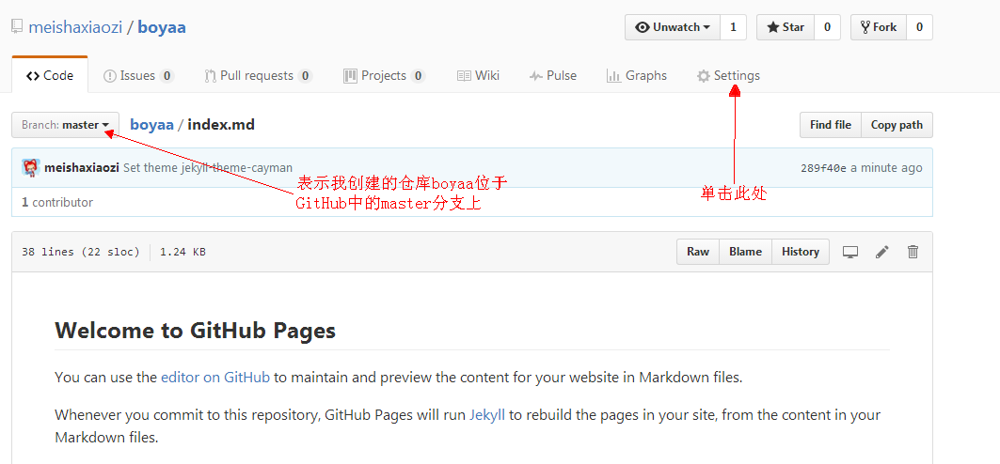 meishaxiaozi / boyaa
Unwatch 1 Star 0 Fork 0
Code Issues 0 Pull requests 0 Projects 0 Wiki Pulse Graphs Settings
Branch: master boyaa / index.md Find file Copy path
meishaxiaozi Set theme jekyll-theme-cayman 289f40e a minute ago
表示我创建的仓库boyaa位于
GitHub中的master分支上
单击此处
1 contributor
38 lines (22 sloc) 1.24 KB Raw Blame History
Welcome to GitHub Pages
You can use the editor on GitHub to maintain and preview the content for your website in Markdown files.
Whenever you commit to this repository, GitHub Pages will run Jekyll to rebuild the pages in your site, from the content in your
Markdown files.